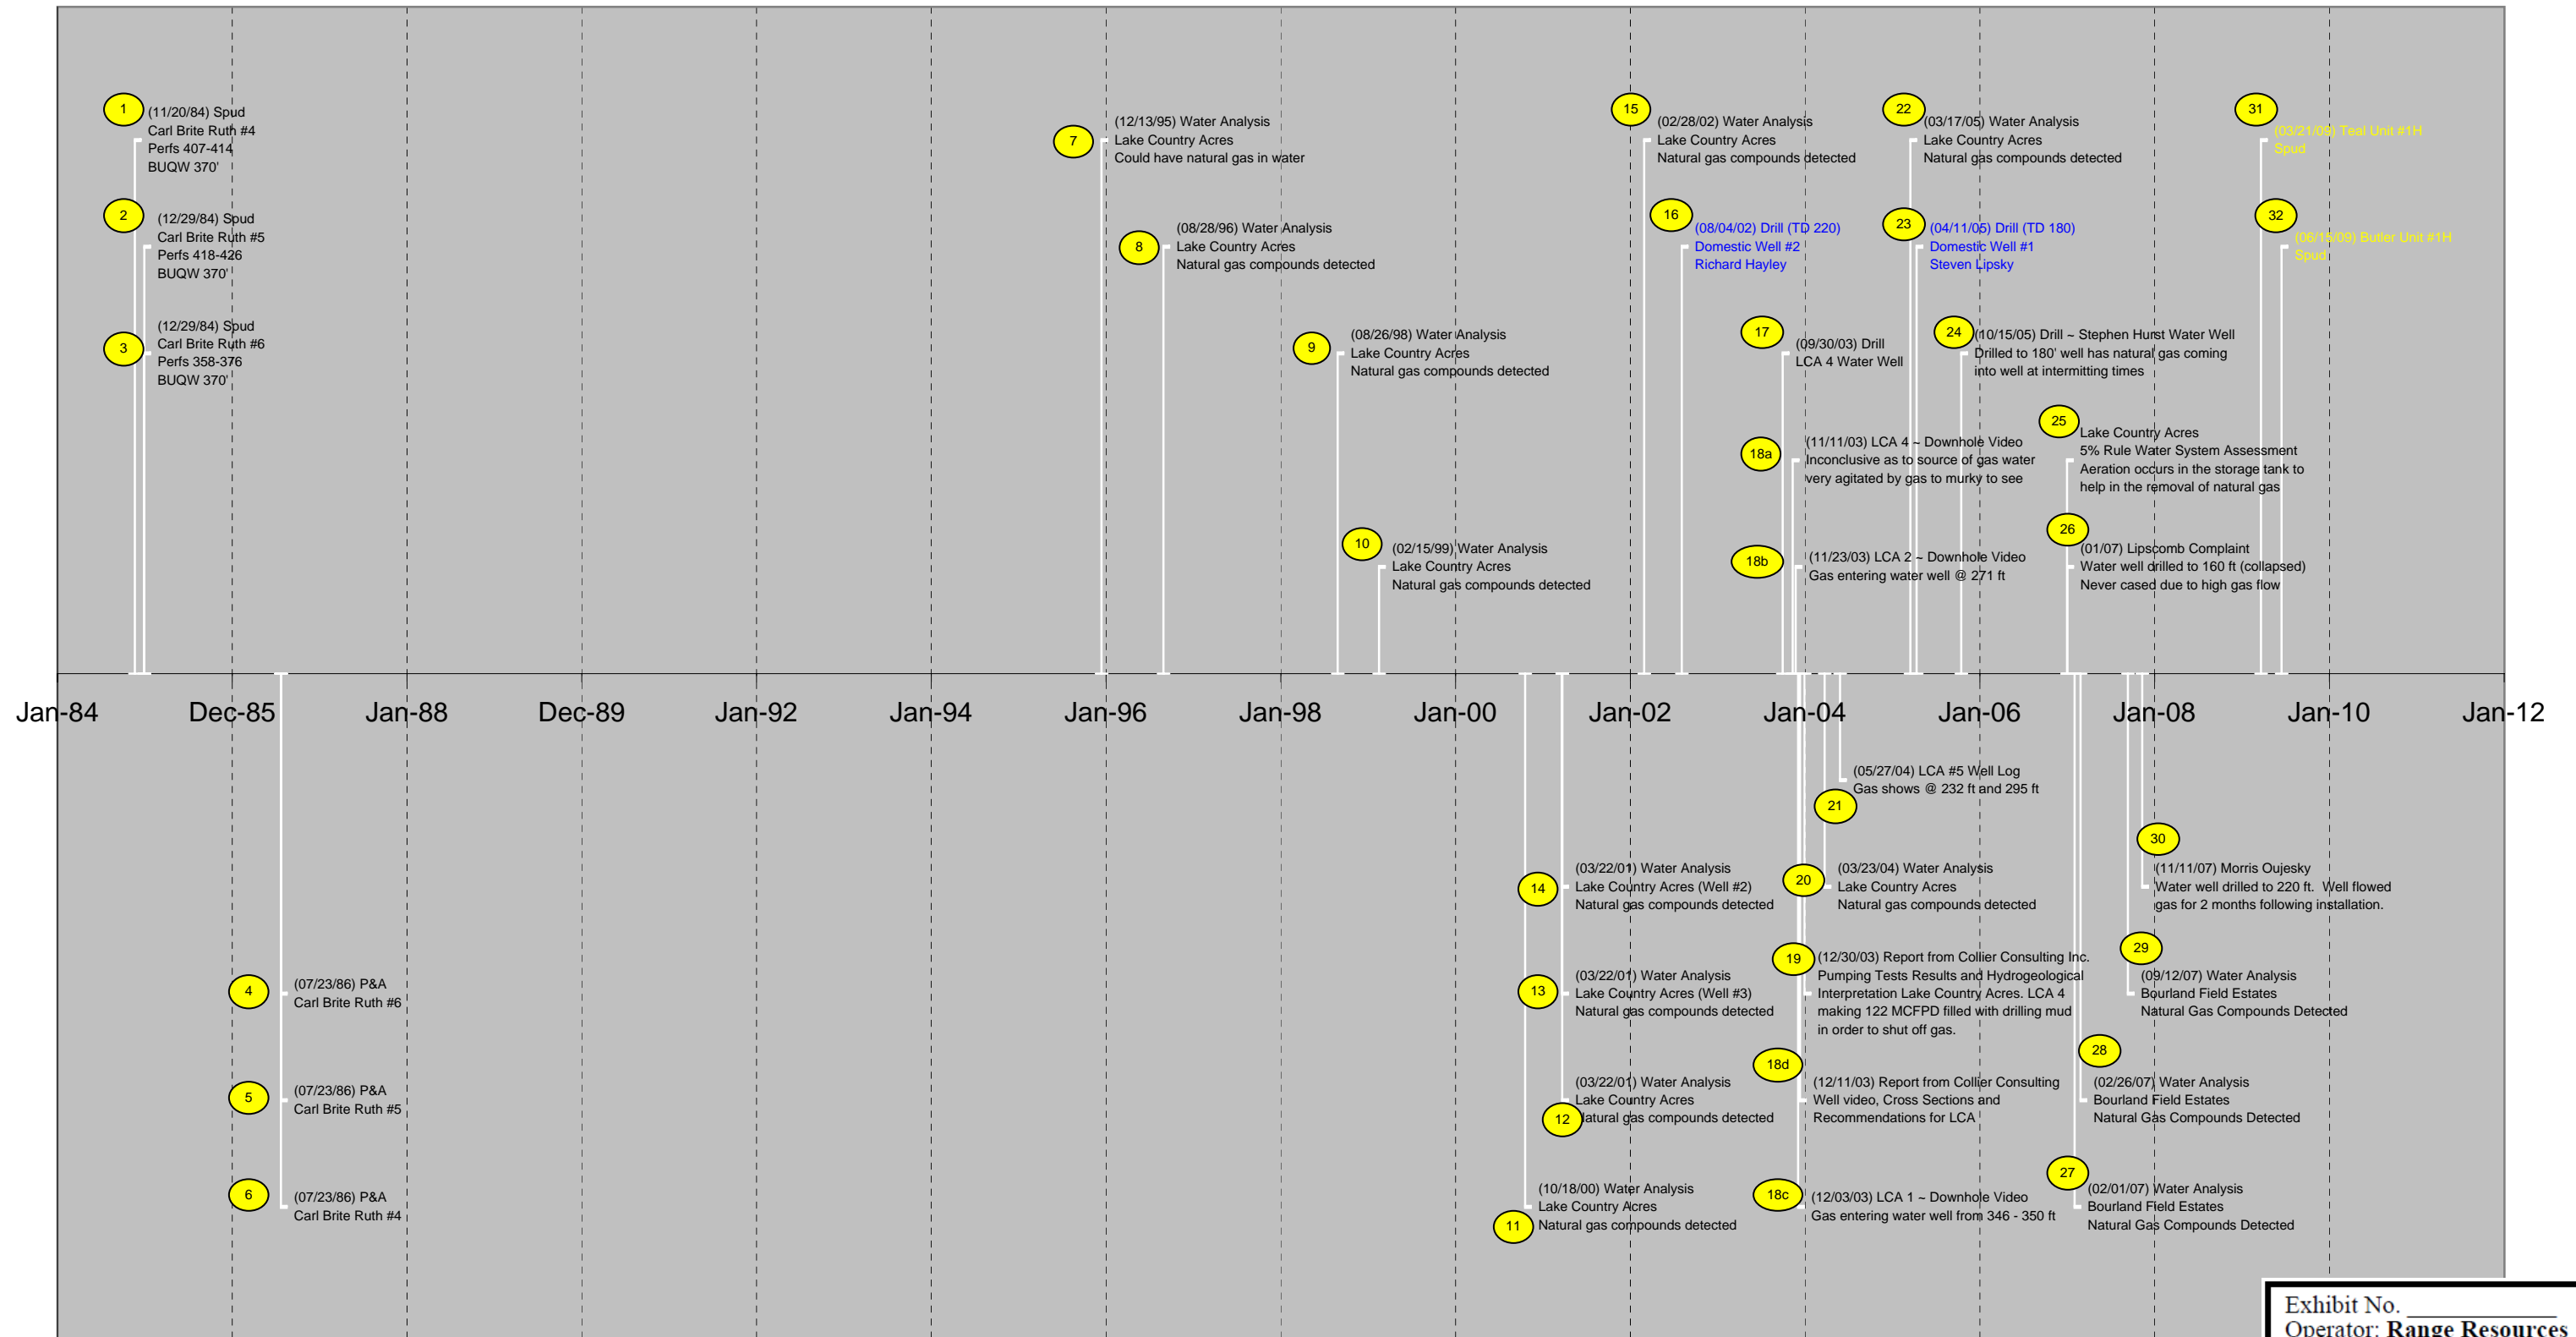 1
(11/20/84) Spud
Carl Brite Ruth #4
Perfs 407-414
BUQW 370'
2
(12/29/84) Spud
Carl Brite Ruth #5
Perfs 418-426
BUQW 370'
3
(12/29/84) Spud
Carl Brite Ruth #6
Perfs 358-376
BUQW 370'
7
(12/13/95) Water Analysis
Lake Country Acres
Could have natural gas in water
8
(08/28/96) Water Analysis
Lake Country Acres
Natural gas compounds detected
9
(08/26/98) Water Analysis
Lake Country Acres
Natural gas compounds detected
10
(02/15/99) Water Analysis
Lake Country Acres
Natural gas compounds detected
15
(02/28/02) Water Analysis
Lake Country Acres
Natural gas compounds detected
16
(08/04/02) Drill (TD 220)
Domestic Well #2
Richard Hayley
17
(09/30/03) Drill
LCA 4 Water Well
18a
(11/11/03) LCA 4 ~ Downhole Video
Inconclusive as to source of gas water
very agitated by gas to murky to see
18b
(11/23/03) LCA 2 ~ Downhole Video
Gas entering water well @ 271 ft
22
(03/17/05) Water Analysis
Lake Country Acres
Natural gas compounds detected
23
(04/11/05) Drill (TD 180)
Domestic Well #1
Steven Lipsky
24
(10/15/05) Drill ~ Stephen Hurst Water Well
Drilled to 180' well has natural gas coming
into well at intermitting times
25
Lake Country Acres
5% Rule Water System Assessment
Aeration occurs in the storage tank to
help in the removal of natural gas
26
(01/07) Lipscomb Complaint
Water well drilled to 160 ft (collapsed)
Never cased due to high gas flow
31
(03/21/09) Teal Unit #1H
Spud
32
(06/15/09) Butler Unit #1H
Spud
Jan-84
Dec-85
Jan-88
Dec-89
Jan-92
Jan-94
Jan-96
Jan-98
Jan-00
Jan-02
Jan-04
Jan-06
Jan-08
Jan-10
Jan-12
4
(07/23/86) P&A
Carl Brite Ruth #6
5
(07/23/86) P&A
Carl Brite Ruth #5
6
(07/23/86) P&A
Carl Brite Ruth #4
14
(03/22/01) Water Analysis
Lake Country Acres (Well #2)
Natural gas compounds detected
13
(03/22/01) Water Analysis
Lake Country Acres (Well #3)
Natural gas compounds detected
12
(03/22/01) Water Analysis
Lake Country Acres
Natural gas compounds detected
11
(10/18/00) Water Analysis
Lake Country Acres
Natural gas compounds detected
(05/27/04) LCA #5 Well Log
Gas shows @ 232 ft and 295 ft
21
20
(03/23/04) Water Analysis
Lake Country Acres
Natural gas compounds detected
19
(12/30/03) Report from Collier Consulting Inc.
Pumping Tests Results and Hydrogeological
Interpretation Lake Country Acres. LCA 4
making 122 MCFPD filled with drilling mud
in order to shut off gas.
18d
(12/11/03) Report from Collier Consulting
Well video, Cross Sections and
Recommendations for LCA
18c
(12/03/03) LCA 1 ~ Downhole Video
Gas entering water well from 346 - 350 ft
30
(11/11/07) Morris Oujesky
Water well drilled to 220 ft. Well flowed
gas for 2 months following installation.
29
(09/12/07) Water Analysis
Bourland Field Estates
Natural Gas Compounds Detected
28
(02/26/07) Water Analysis
Bourland Field Estates
Natural Gas Compounds Detected
27
(02/01/07) Water Analysis
Bourland Field Estates
Natural Gas Compounds Detected
Exhibit No. ______________
Operator: Range Resources